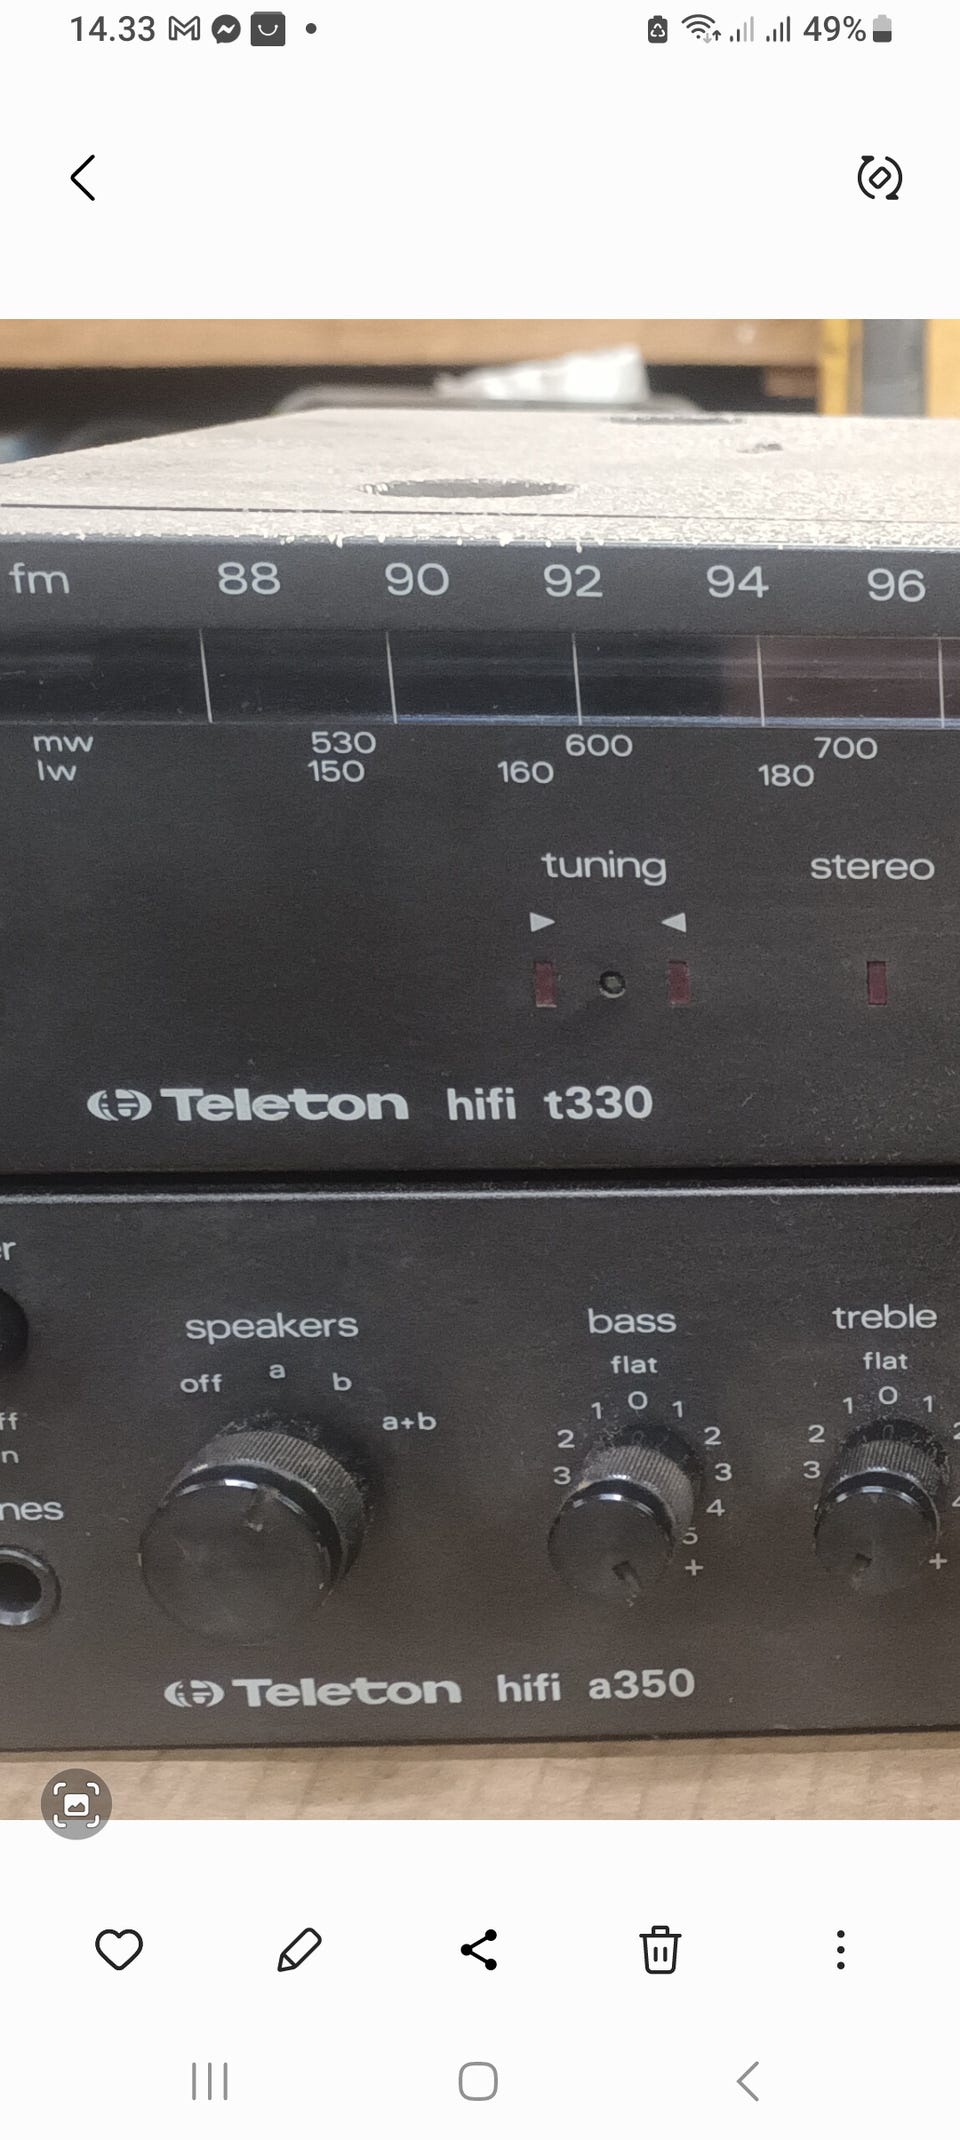 14.33
49%
fm 88 90 92 94 96
mw 530 600 700
lw 150 160 180
tuning stereo
Teleton hifi t330
speakers bass treble
off a b a+b
flat flat
1 0 1 1 0 1
2 2 2
3 3 3
4
5
+ +
Teleton hifi a350